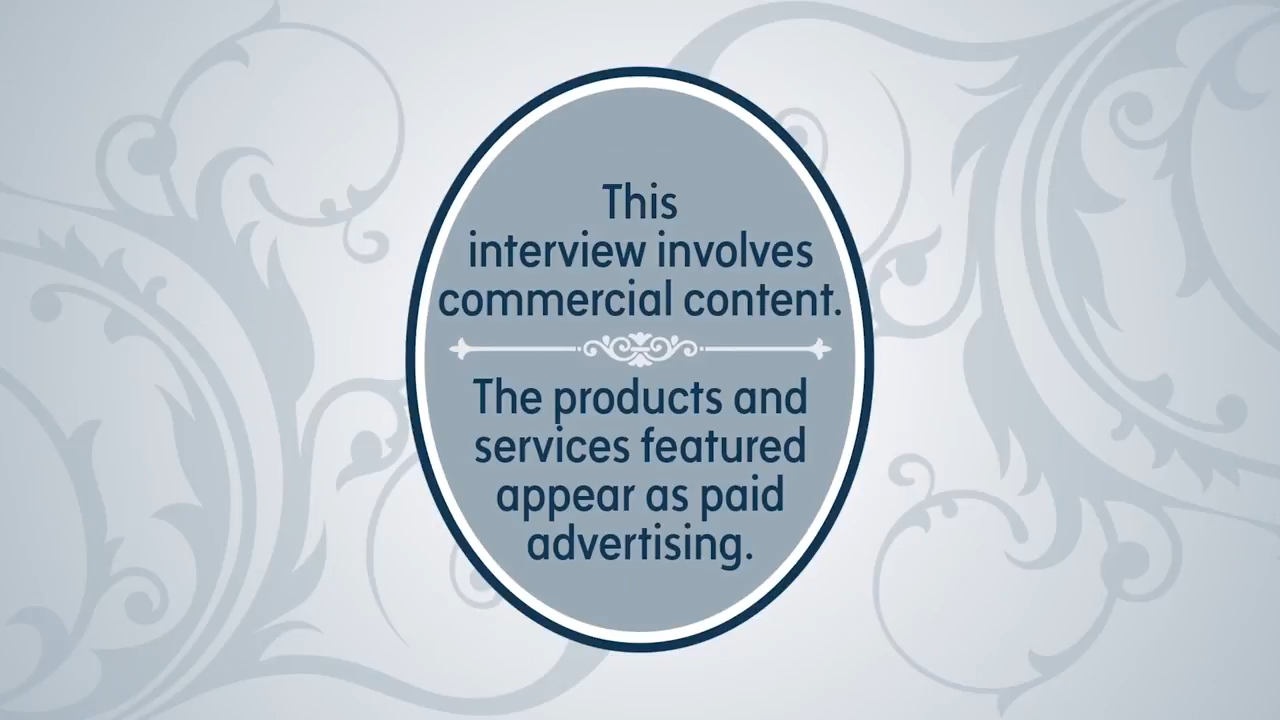 This
interview involves
commercial content.
The products and
services featured
appear as paid
advertising.